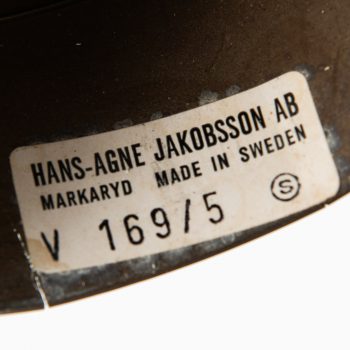 HANS-AGNE JAKOBSSON AB
MARKARYD MADE IN SWEDEN
V 169/5 S